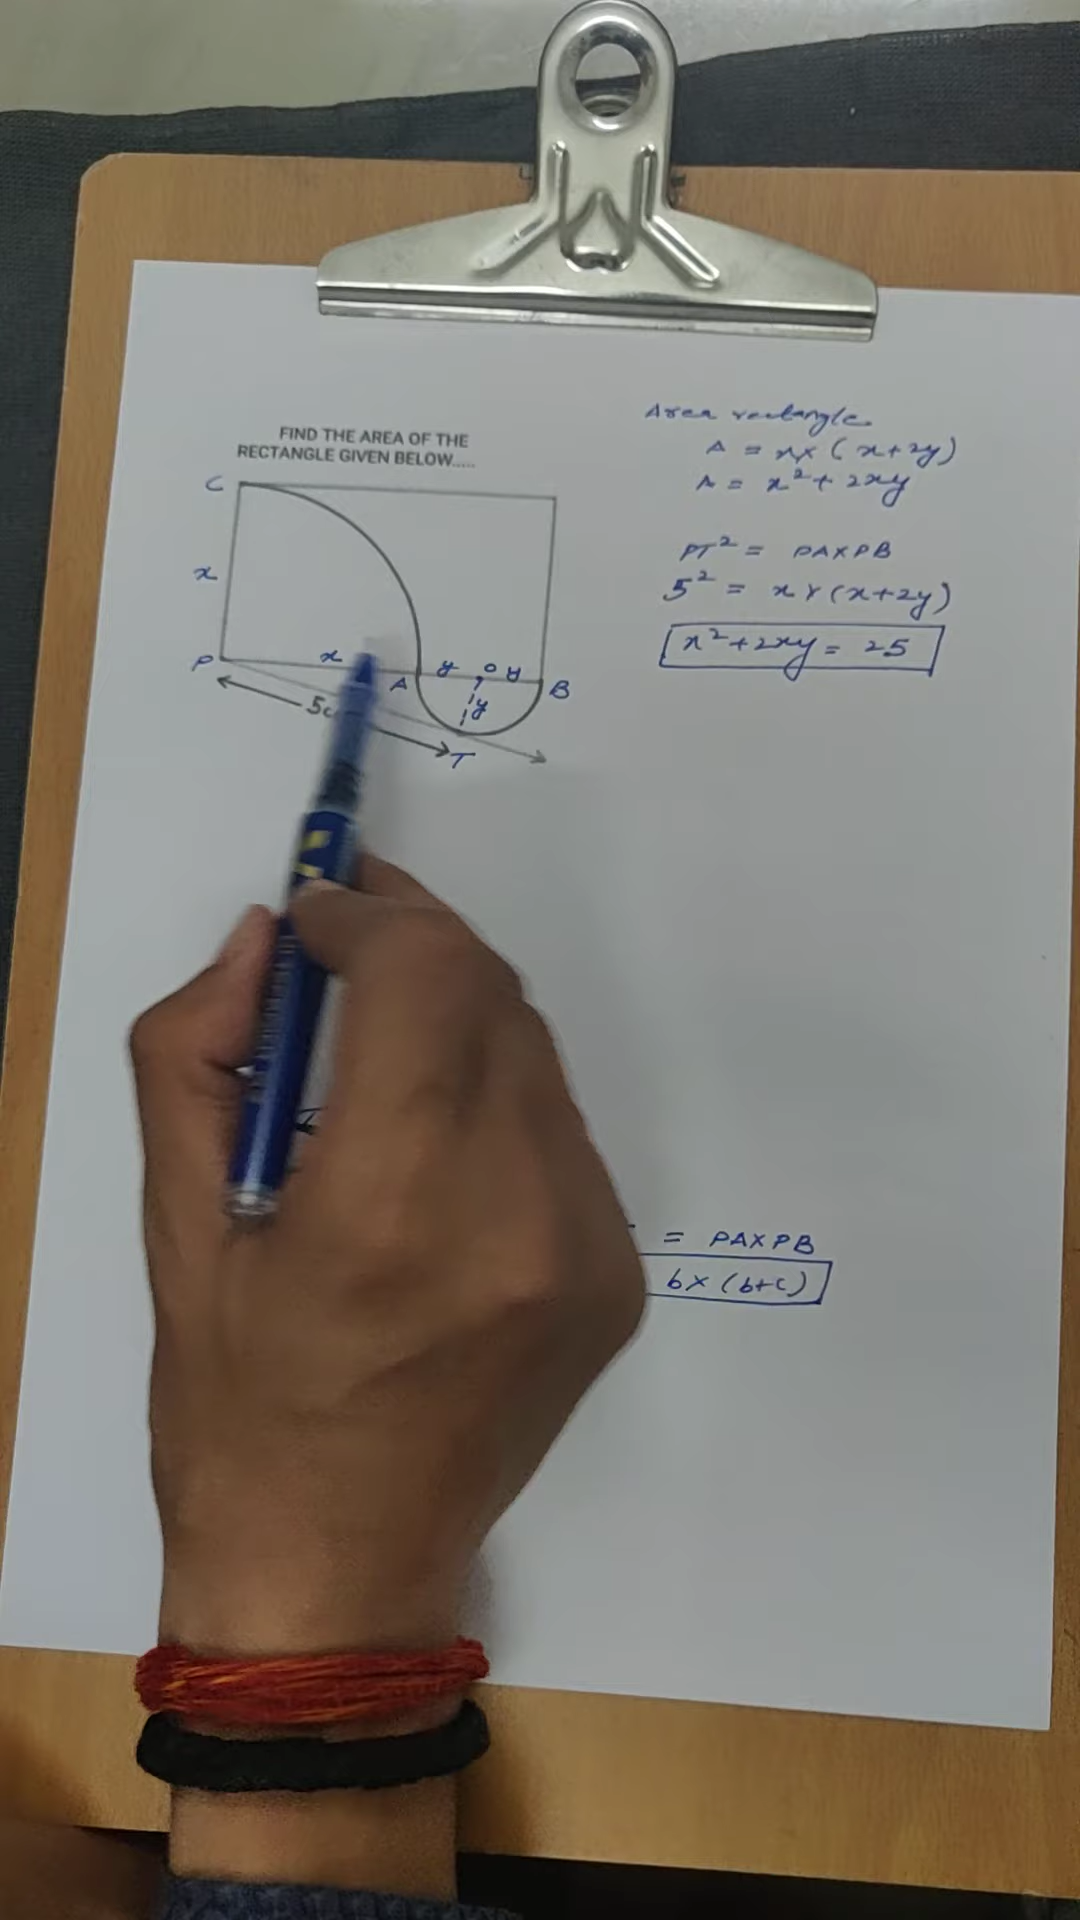 FIND THE AREA OF THE
RECTANGLE GIVEN BELOW.....
C
x
P
x
A
y
O
y
B
y
5
T
Area rectangle
A = x × (x+2y)
A = x² + 2xy
PT² = PA×PB
5² = x × (x+2y)
x² + 2xy = 25
= PA×PB
b × (b+c)